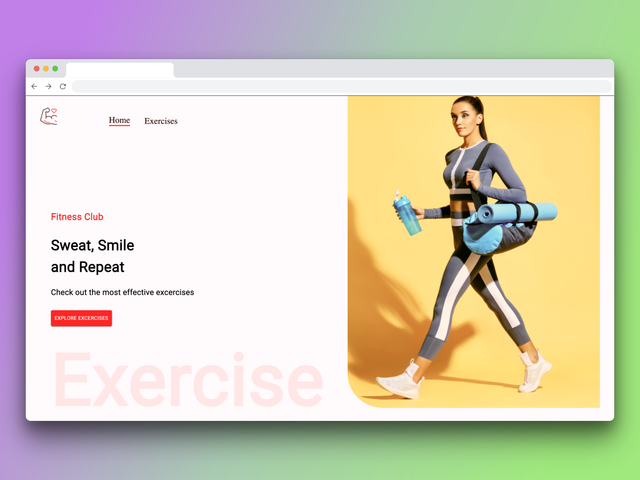 Home Exercises
Fitness Club
Sweat, Smile
and Repeat
Check out the most effective excercises
EXPLORE EXCERCISES
Exercise